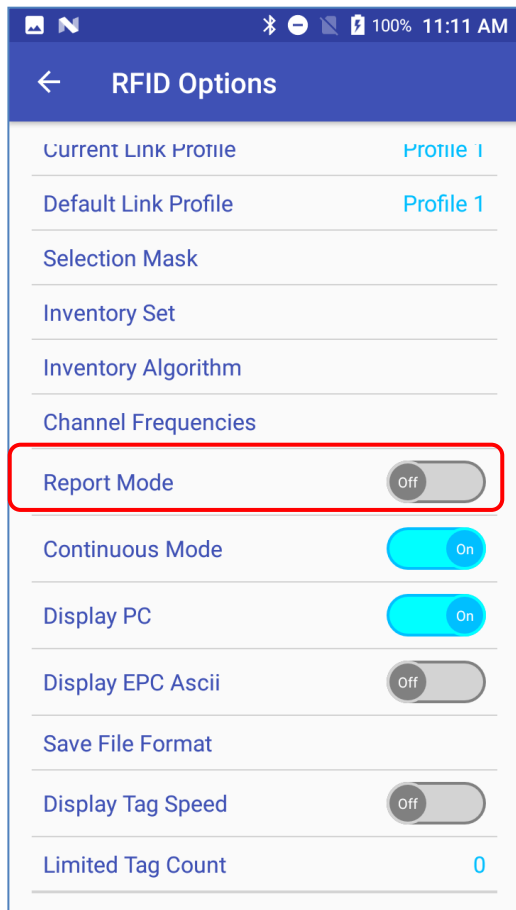 100% 11:11 AM
RFID Options
Current Link Profile Profile 1
Default Link Profile Profile 1
Selection Mask
Inventory Set
Inventory Algorithm
Channel Frequencies
Report Mode Off
Continuous Mode On
Display PC On
Display EPC Ascii Off
Save File Format
Display Tag Speed Off
Limited Tag Count 0